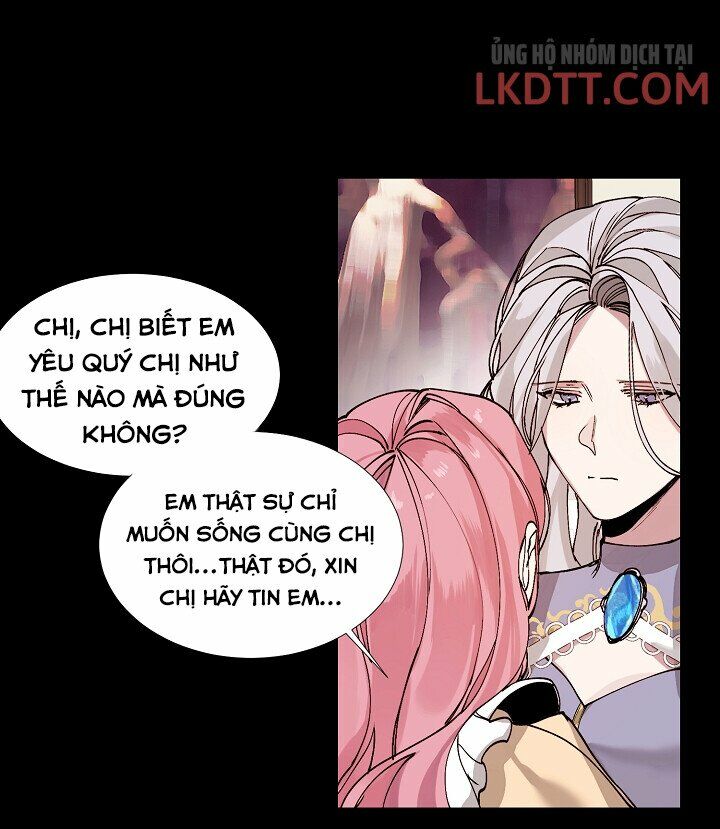 ỦNG HỘ NHÓM DỊCH TẠI
LKDTT.COM
CHỊ, CHỊ BIẾT EM
YÊU QUÝ CHỊ NHƯ
THẾ NÀO MÀ ĐÚNG
KHÔNG?
EM THẬT SỰ CHỈ
MUỐN SỐNG CÙNG CHỊ
THÔI...THẬT ĐÓ, XIN
CHỊ HÃY TIN EM...